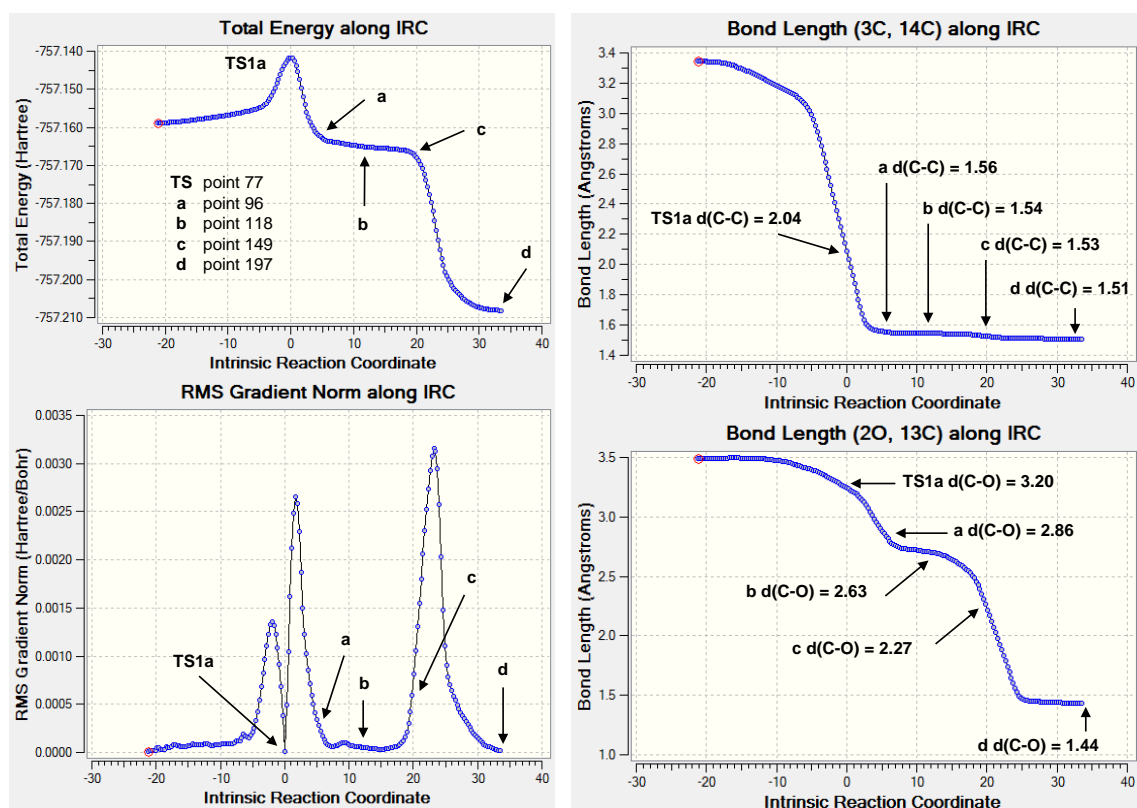 Total Energy along IRC
Total Energy (Hartree)
-757.140
-757.150
-757.160
-757.170
-757.180
-757.190
-757.200
-757.210
TS1a
a
c
b
d
TS point 77
a point 96
b point 118
c point 149
d point 197
-30 -20 -10 0 10 20 30 40
Intrinsic Reaction Coordinate
Bond Length (3C, 14C) along IRC
Bond Length (Angstroms)
3.4
3.2
3.0
2.8
2.6
2.4
2.2
2.0
1.8
1.6
1.4
a d(C-C) = 1.56
b d(C-C) = 1.54
TS1a d(C-C) = 2.04
c d(C-C) = 1.53
d d(C-C) = 1.51
-30 -20 -10 0 10 20 30 40
Intrinsic Reaction Coordinate
RMS Gradient Norm along IRC
RMS Gradient Norm (Hartree/Bohr)
0.0035
0.0030
0.0025
0.0020
0.0015
0.0010
0.0005
0.0000
c
TS1a
a
b
d
-30 -20 -10 0 10 20 30 40
Intrinsic Reaction Coordinate
Bond Length (2O, 13C) along IRC
Bond Length (Angstroms)
3.5
3.0
2.5
2.0
1.5
1.0
TS1a d(C-O) = 3.20
a d(C-O) = 2.86
b d(C-O) = 2.63
c d(C-O) = 2.27
d d(C-O) = 1.44
-30 -20 -10 0 10 20 30 40
Intrinsic Reaction Coordinate